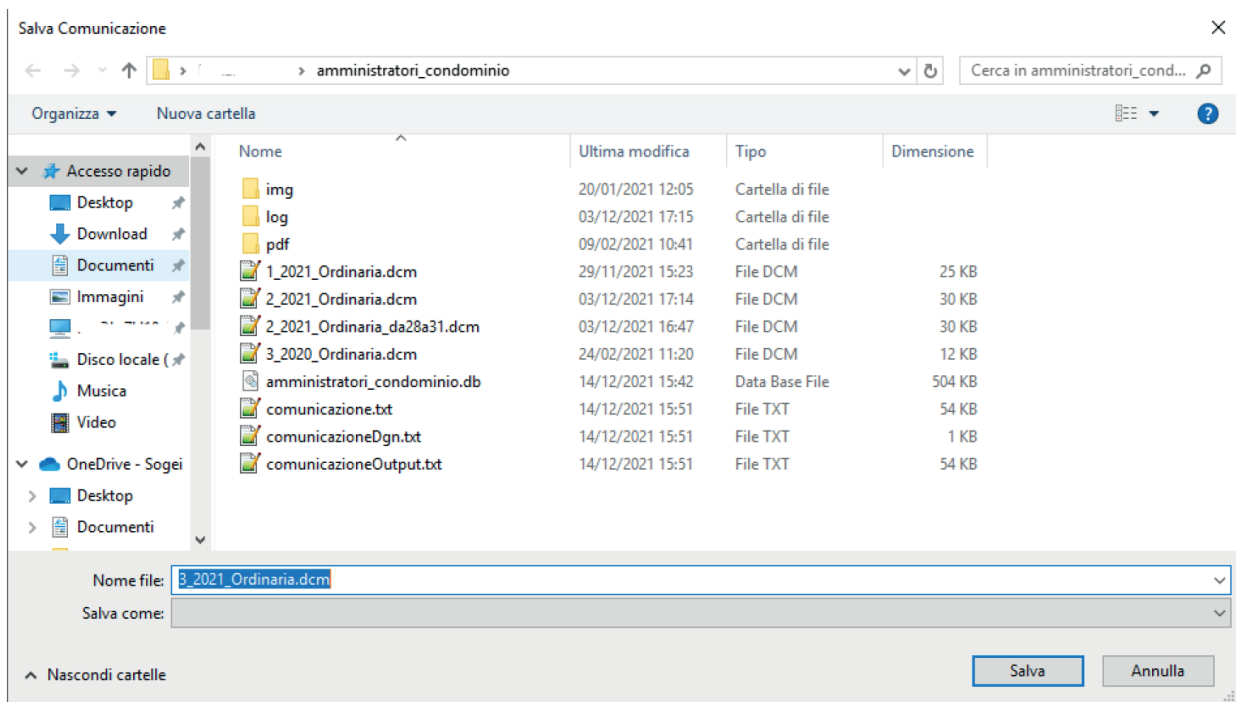 Salva Comunicazione
amministratori_condominio
Cerca in amministratori_cond...
Organizza
Nuova cartella
?
Nome Ultima modifica Tipo Dimensione
Accesso rapido
Desktop
Download
Documenti
Immagini
Disco locale (
Musica
Video
OneDrive - Sogei
Desktop
Documenti
img 20/01/2021 12:05 Cartella di file
log 03/12/2021 17:15 Cartella di file
pdf 09/02/2021 10:41 Cartella di file
1_2021_Ordinaria.dcm 29/11/2021 15:23 File DCM 25 KB
2_2021_Ordinaria.dcm 03/12/2021 17:14 File DCM 30 KB
2_2021_Ordinaria_da28a31.dcm 03/12/2021 16:47 File DCM 30 KB
3_2020_Ordinaria.dcm 24/02/2021 11:20 File DCM 12 KB
amministratori_condominio.db 14/12/2021 15:42 Data Base File 504 KB
comunicazione.txt 14/12/2021 15:51 File TXT 54 KB
comunicazioneDgn.txt 14/12/2021 15:51 File TXT 1 KB
comunicazioneOutput.txt 14/12/2021 15:51 File TXT 54 KB
Nome file: 3_2021_Ordinaria.dcm
Salva come:
Nascondi cartelle
Salva
Annulla